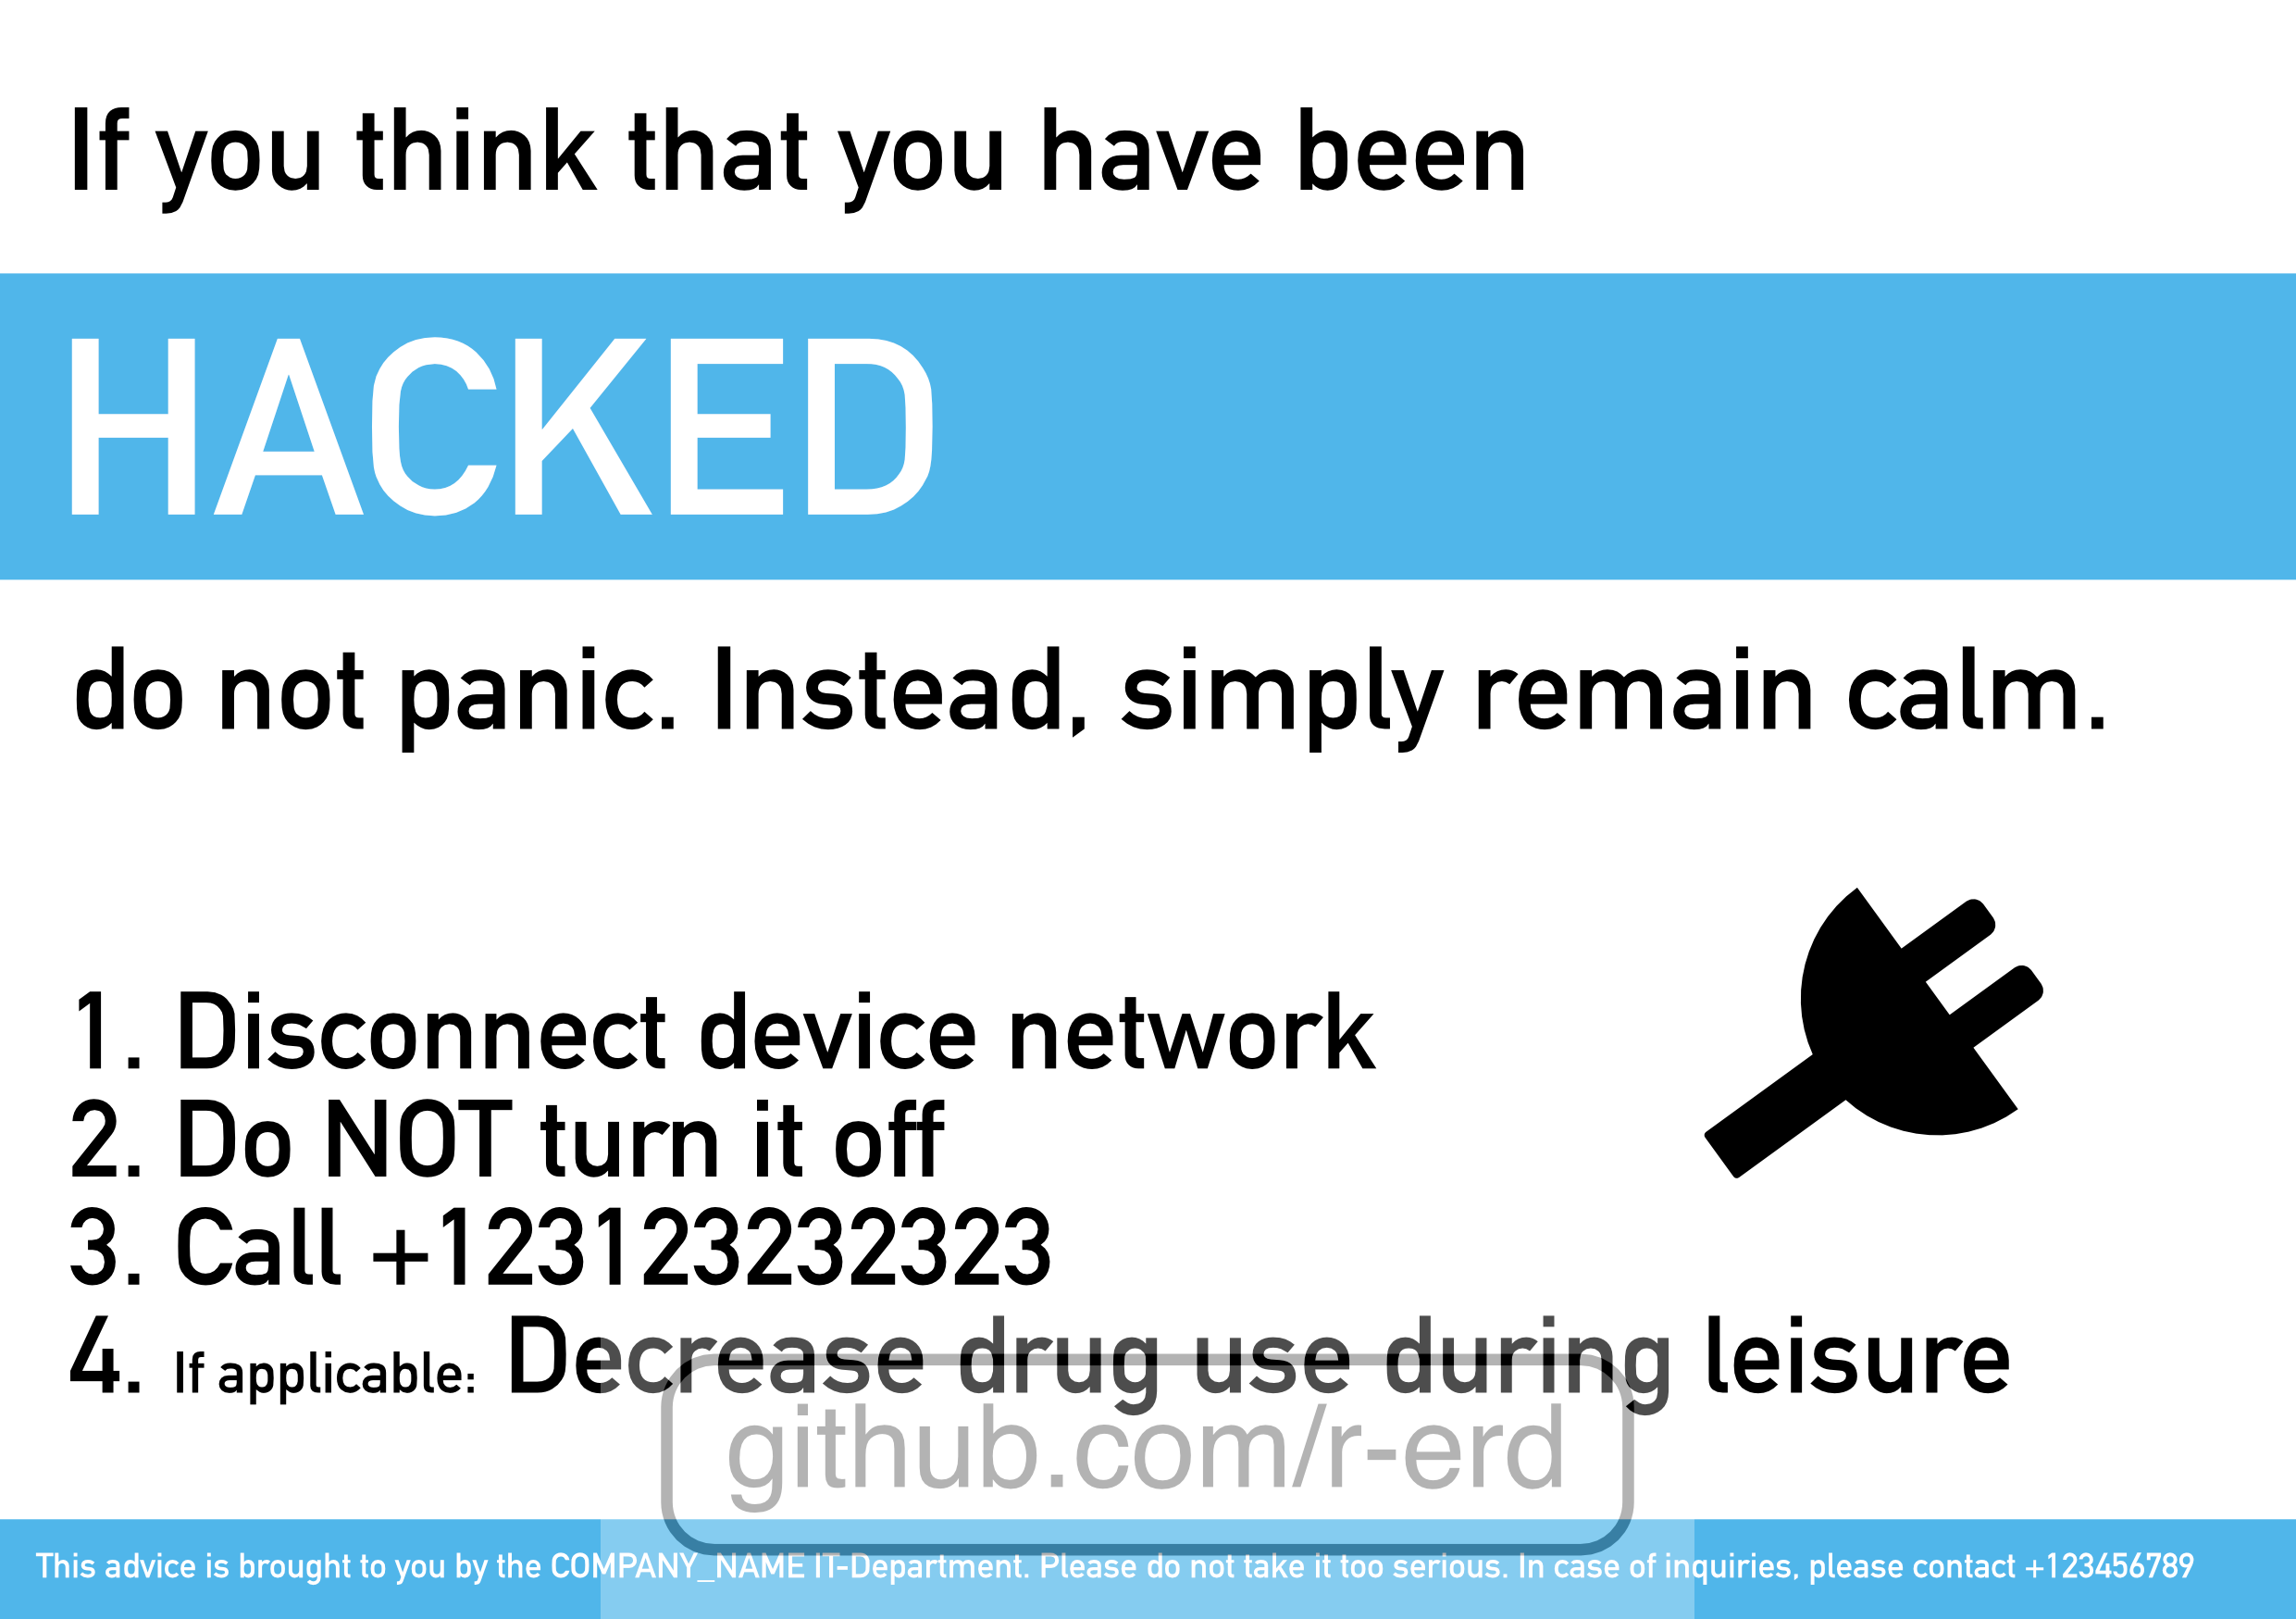 If you think that you have been
HACKED
do not panic. Instead, simply remain calm.
1. Disconnect device network
2. Do NOT turn it off
3. Call +123123232323
4. If applicable: Decrease drug use during leisure
github.com/r-erd
This advice is brought to you by the COMPANY_NAME IT-Department. Please do not take it too serious. In case of inquiries, please contact +123456789